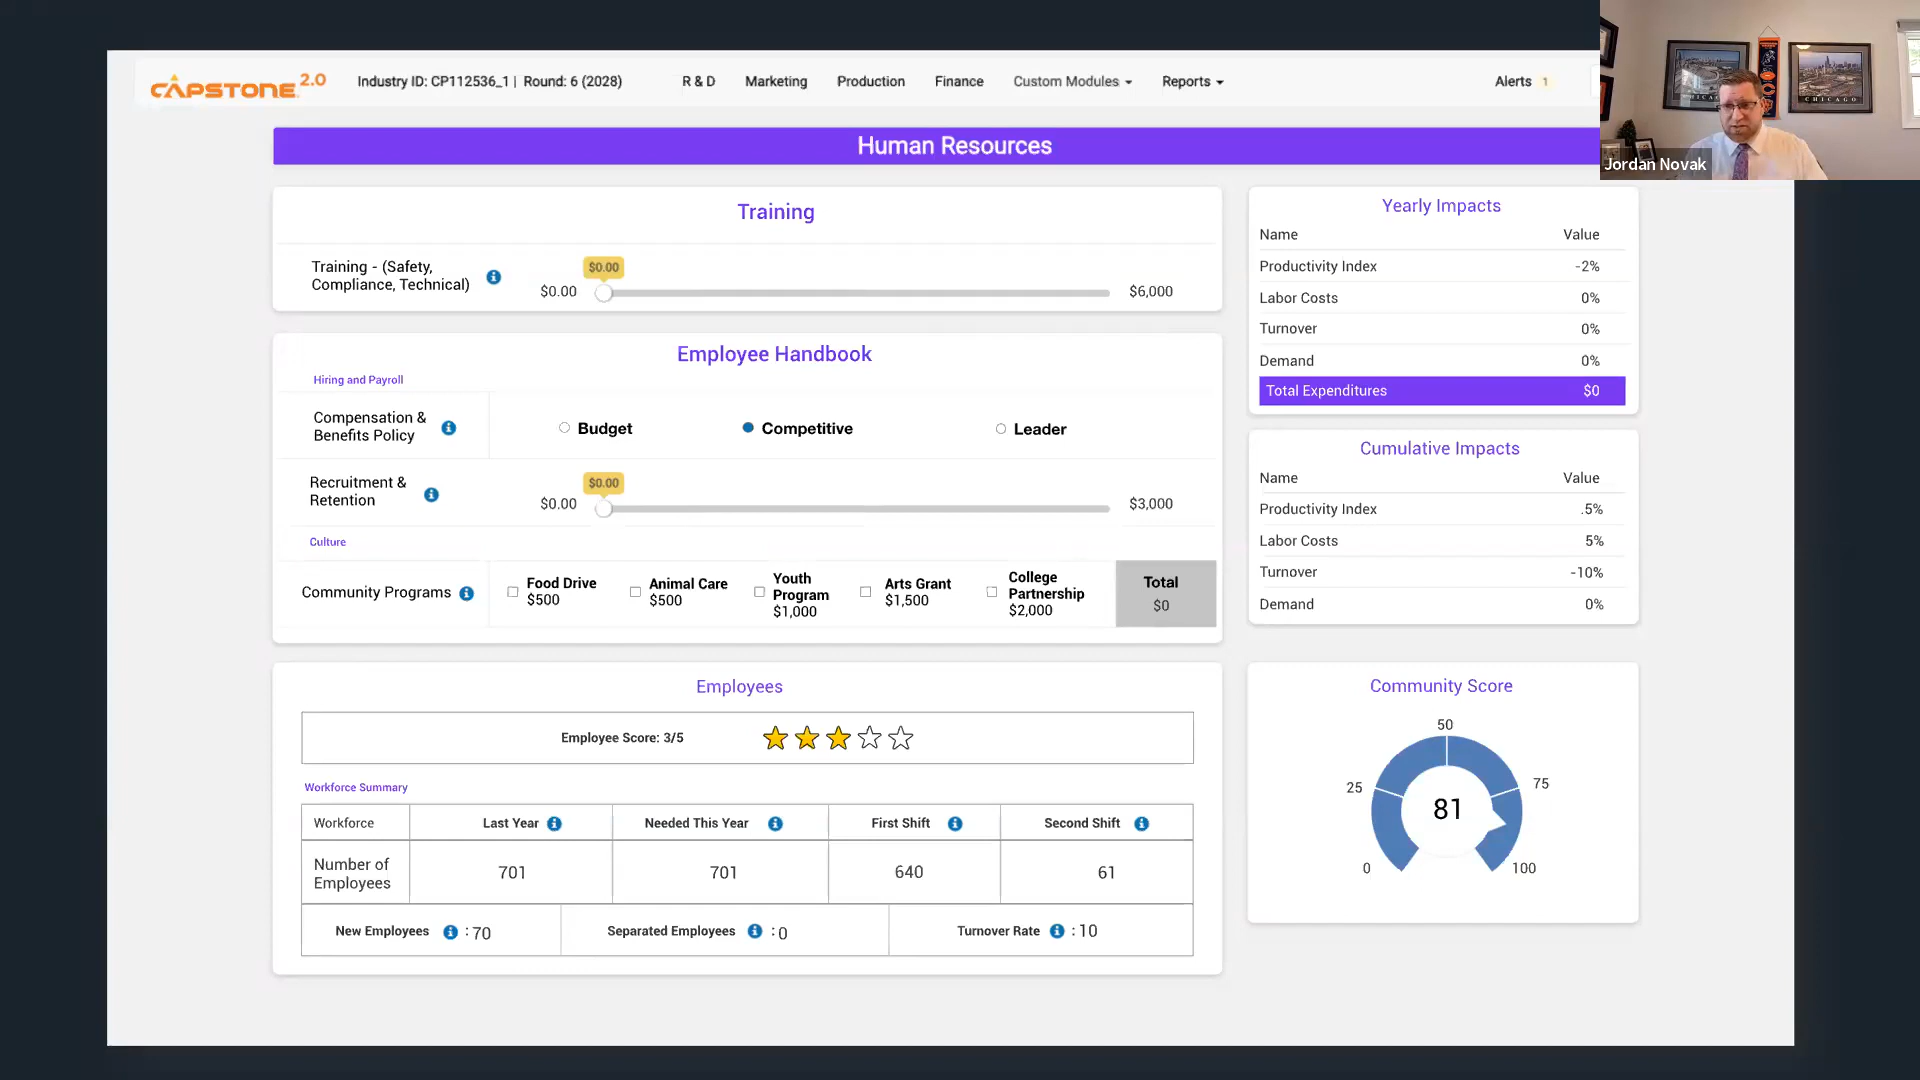 CAPSTONE 2.0
Industry ID: CP112536_1 | Round: 6 (2028)
R & D
Marketing
Production
Finance
Custom Modules
Reports
Alerts 1
CHICAGO
Jordan Novak
Human Resources
Training
Training - (Safety,
Compliance, Technical)
$0.00
$0.00
$6,000
Employee Handbook
Hiring and Payroll
Compensation &
Benefits Policy
Budget
Competitive
Leader
Recruitment &
Retention
$0.00
$0.00
$3,000
Culture
Community Programs
Food Drive
$500
Animal Care
$500
Youth
Program
$1,000
Arts Grant
$1,500
College
Partnership
$2,000
Total
$0
Employees
Employee Score: 3/5
Workforce Summary
Workforce
Last Year
Needed This Year
First Shift
Second Shift
Number of
Employees
701
701
640
61
New Employees : 70
Separated Employees : 0
Turnover Rate : 10
Yearly Impacts
Name Value
Productivity Index -2%
Labor Costs 0%
Turnover 0%
Demand 0%
Total Expenditures $0
Cumulative Impacts
Name Value
Productivity Index .5%
Labor Costs 5%
Turnover -10%
Demand 0%
Community Score
50
25
75
81
0
100